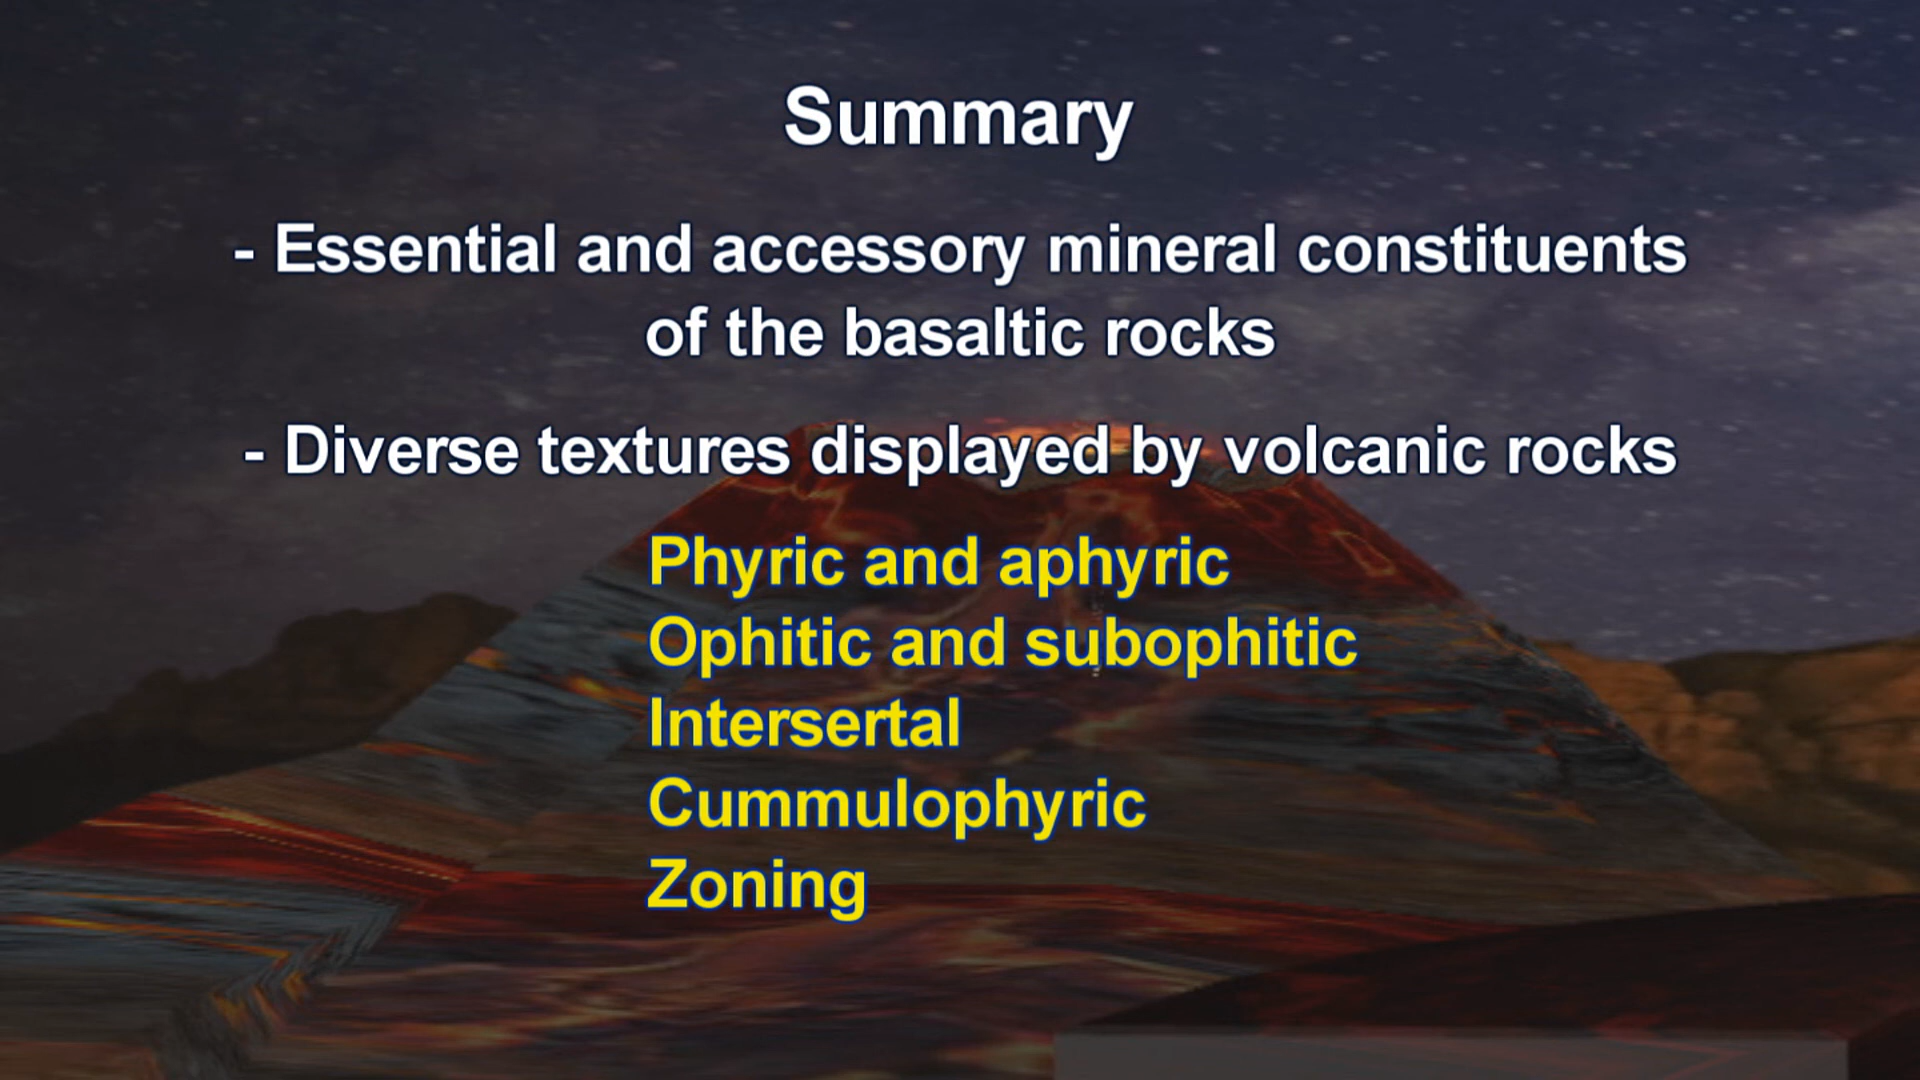 Summary
- Essential and accessory mineral constituents
of the basaltic rocks
- Diverse textures displayed by volcanic rocks
Phyric and aphyric
Ophitic and subophitic
Intersertal
Cummulophyric
Zoning